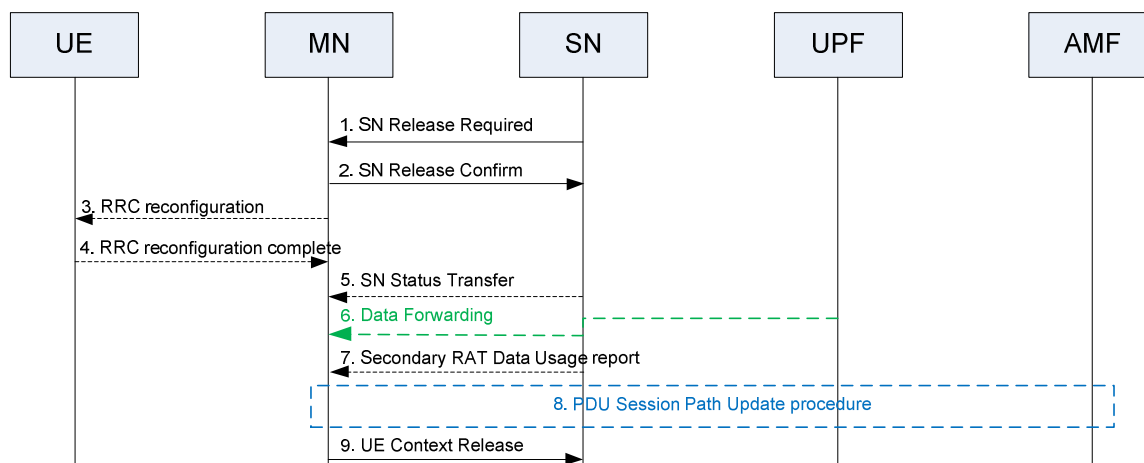 UE
MN
SN
UPF
AMF
1. SN Release Required
2. SN Release Confirm
3. RRC reconfiguration
4. RRC reconfiguration complete
5. SN Status Transfer
6. Data Forwarding
7. Secondary RAT Data Usage report
8. PDU Session Path Update procedure
9. UE Context Release